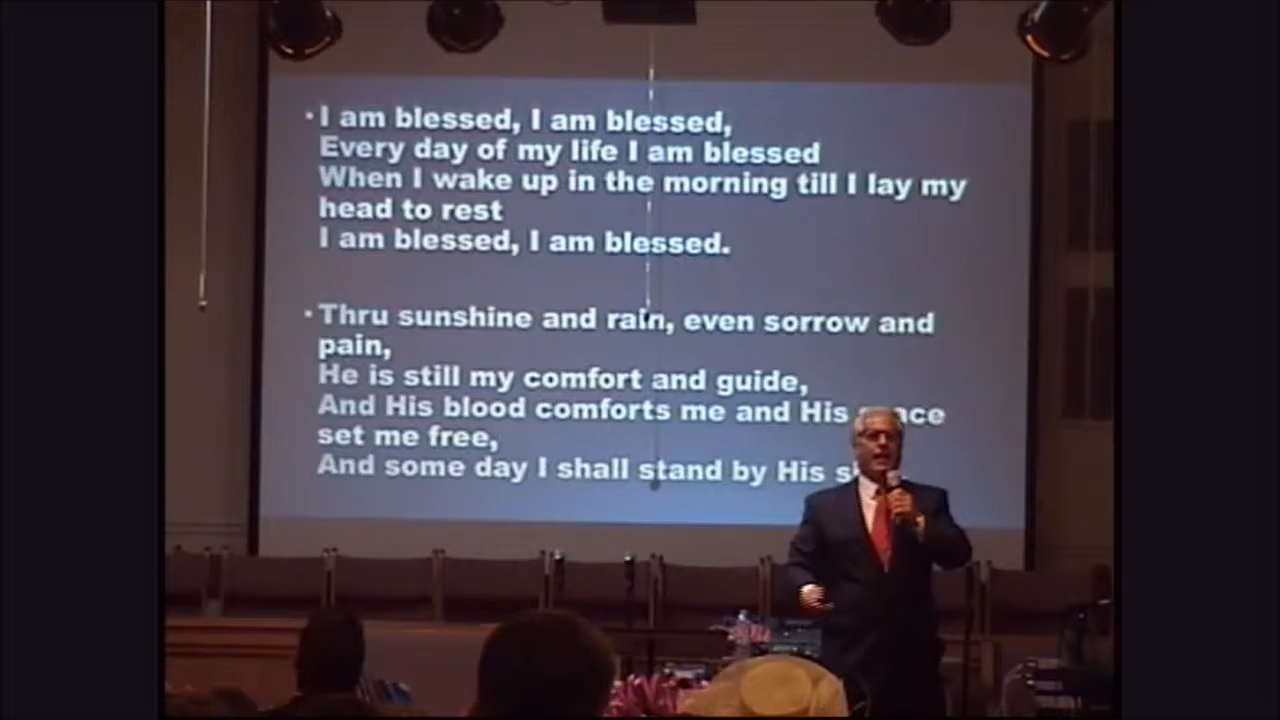 • I am blessed, I am blessed,
Every day of my life I am blessed
When I wake up in the morning till I lay my
head to rest
I am blessed, I am blessed.
• Thru sunshine and rain, even sorrow and
pain,
He is still my comfort and guide,
And His blood comforts me and His
set me free,
And some day I shall stand by His